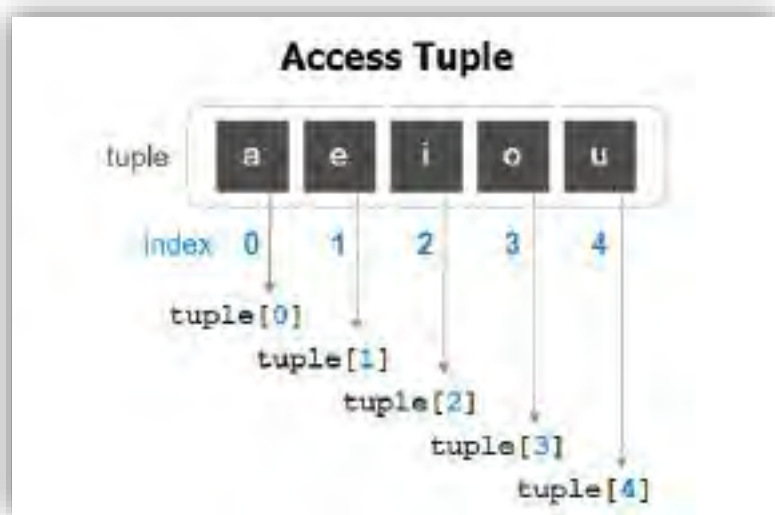 Access Tuple
tuple a e i o u
index 0 1 2 3 4
tuple[0]
tuple[1]
tuple[2]
tuple[3]
tuple[4]